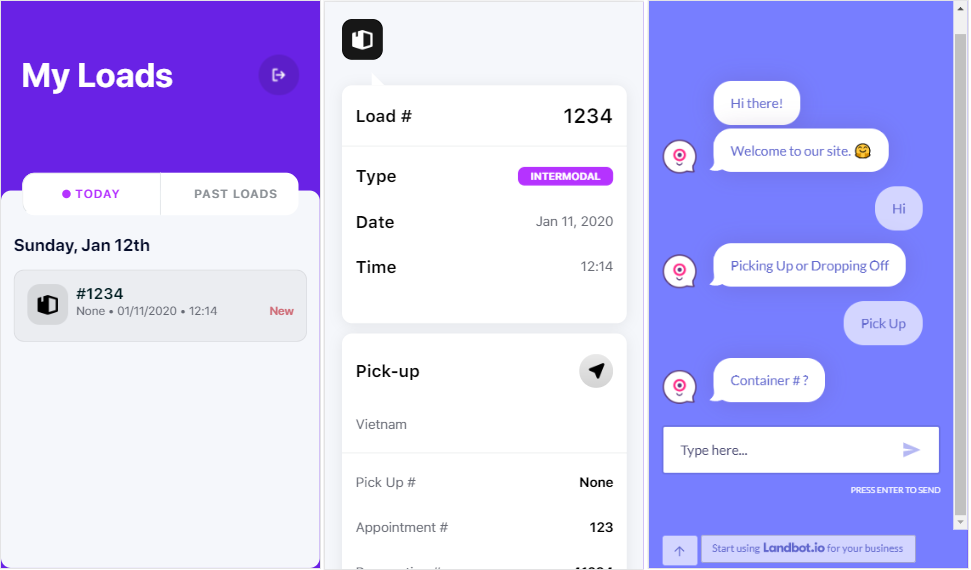 My Loads
TODAY
PAST LOADS
Sunday, Jan 12th
#1234
None • 01/11/2020 • 12:14
New
Load # 1234
Type INTERMODAL
Date Jan 11, 2020
Time 12:14
Pick-up
Vietnam
Pick Up # None
Appointment # 123
Hi there!
Welcome to our site. 🤗
Hi
Picking Up or Dropping Off
Pick Up
Container # ?
Type here...
PRESS ENTER TO SEND
Start using Landbot.io for your business